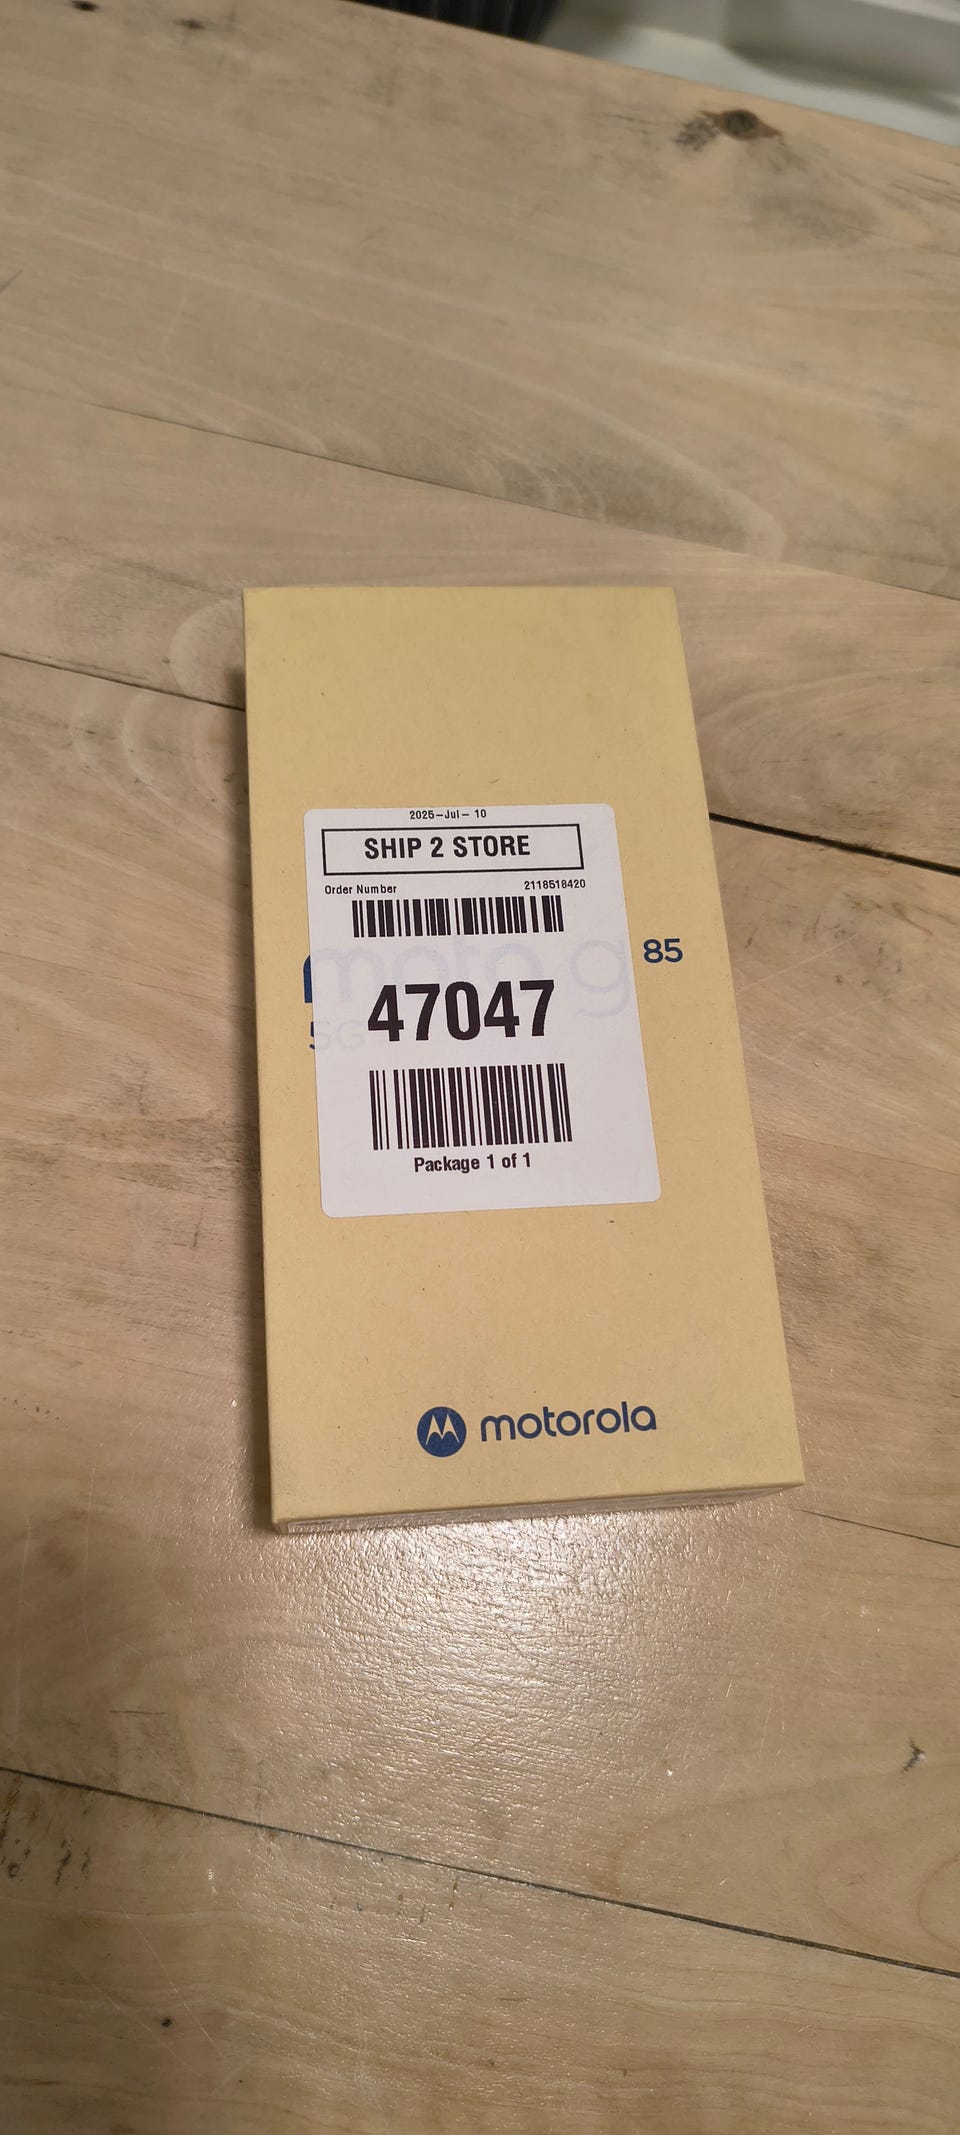 2025-Jul- 10
SHIP 2 STORE
Order Number 2118518420
moto g 85
47047
5G
Package 1 of 1
motorola